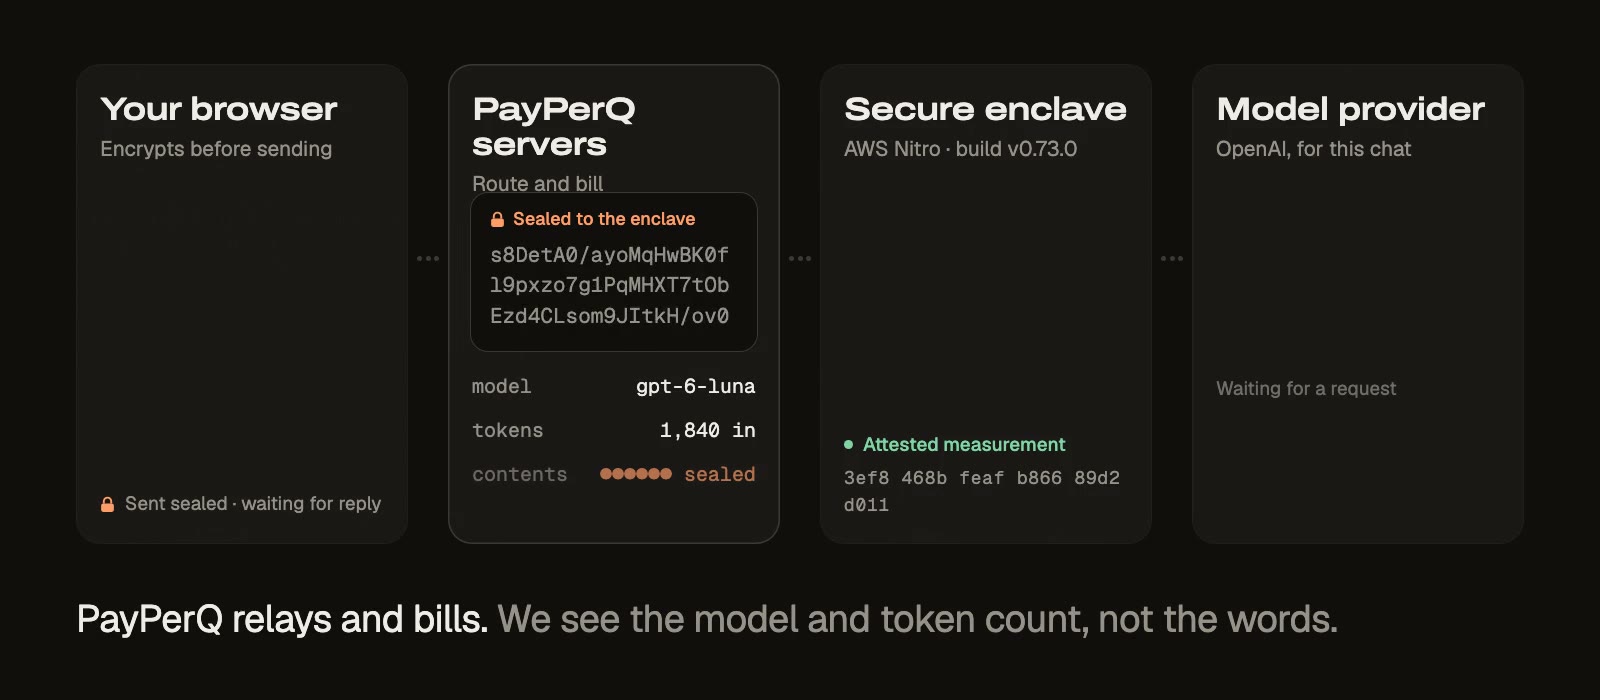 Your browser
Encrypts before sending
Sent sealed · waiting for reply
PayPerQ
servers
Route and bill
Sealed to the enclave
s8DetA0/ayoMqHwBK0f
l9pxzo7g1PqMHXT7tOb
Ezd4CLsom9JItkH/ov0
model gpt-6-luna
tokens 1,840 in
contents ●●●●●● sealed
Secure enclave
AWS Nitro · build v0.73.0
Attested measurement
3ef8 468b feaf b866 89d2
d011
Model provider
OpenAI, for this chat
Waiting for a request
PayPerQ relays and bills. We see the model and token count, not the words.